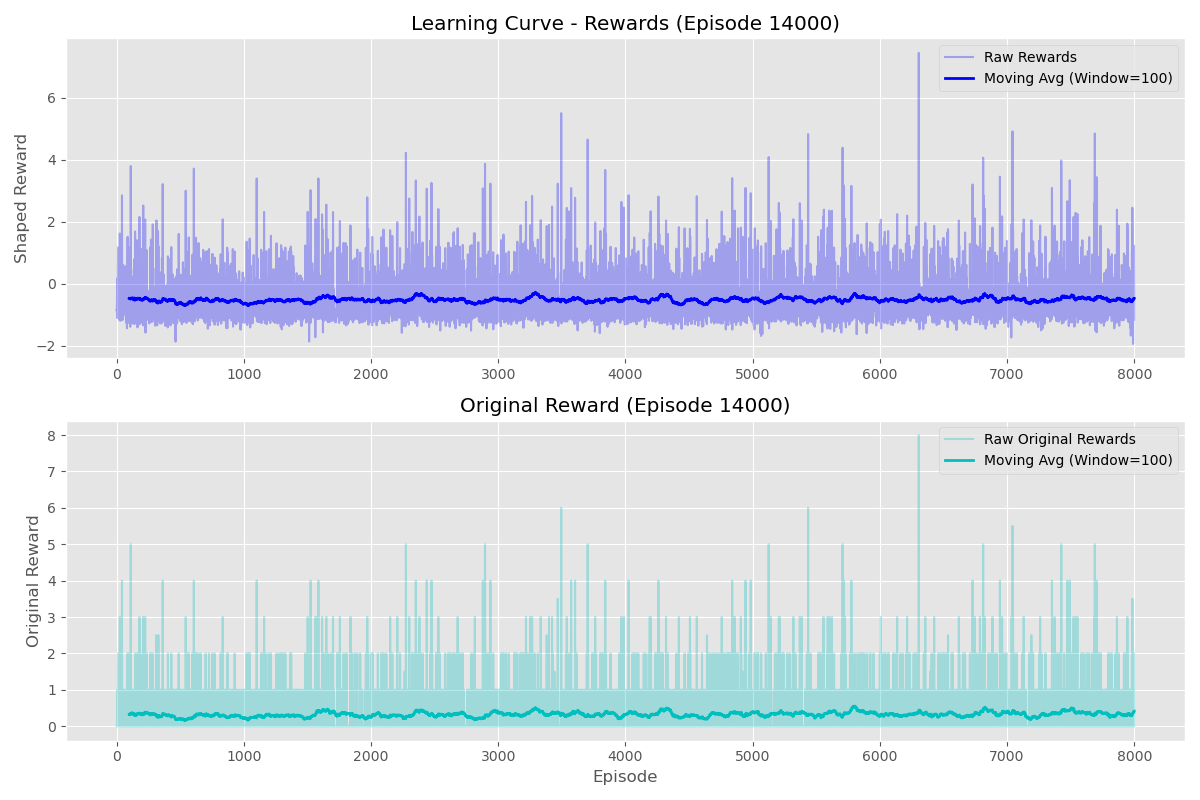 Learning Curve - Rewards (Episode 14000)
Shaped Reward
6
4
2
0
−2
Raw Rewards
Moving Avg (Window=100)
0 1000 2000 3000 4000 5000 6000 7000 8000
Original Reward (Episode 14000)
Original Reward
8
7
6
5
4
3
2
1
0
Raw Original Rewards
Moving Avg (Window=100)
0 1000 2000 3000 4000 5000 6000 7000 8000
Episode